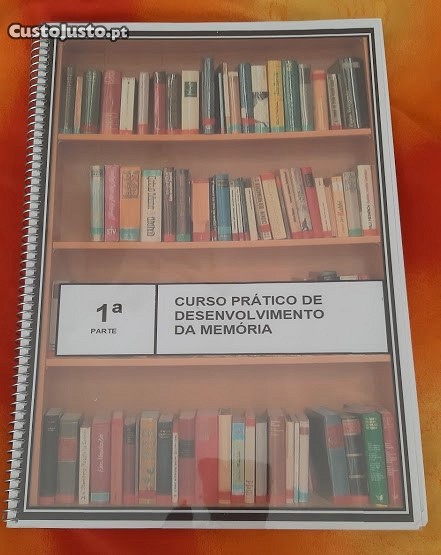 CustoJusto.pt
1ª
PARTE
CURSO PRÁTICO DE
DESENVOLVIMENTO
DA MEMÓRIA